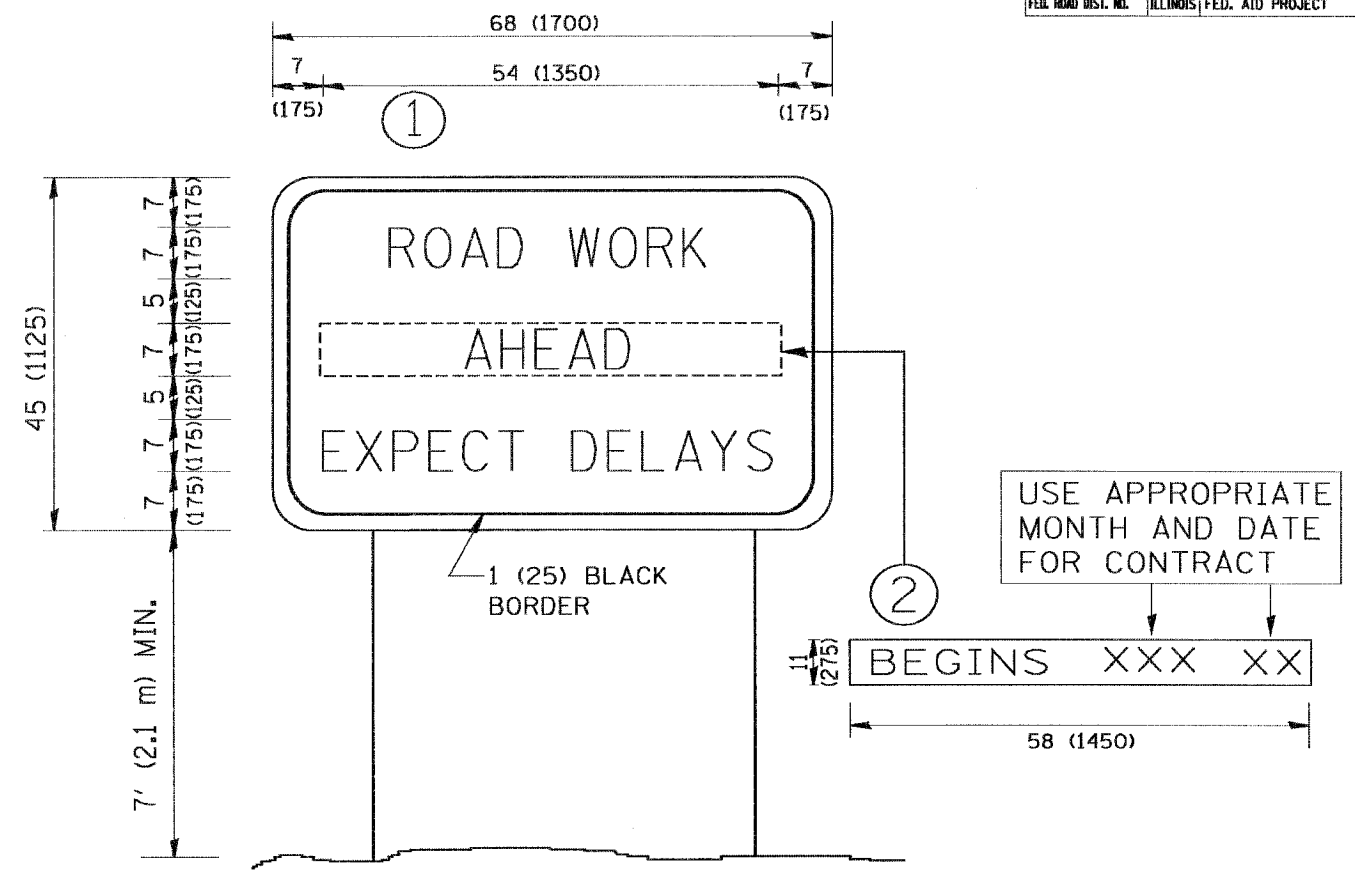 FED. ROAD DIST. NO. ILLINOIS FED. AID PROJECT
68 (1700)
7 54 (1350) 7
(175) (175)
1
45 (1125)
7 (175)
7 (175)
5 (125)
7 (175)
5 (125)
7 (175)
7 (175)
ROAD WORK
AHEAD
EXPECT DELAYS
1 (25) BLACK
BORDER
7' (2.1 m) MIN.
2
USE APPROPRIATE
MONTH AND DATE
FOR CONTRACT
11 (275)
BEGINS XXX XX
58 (1450)